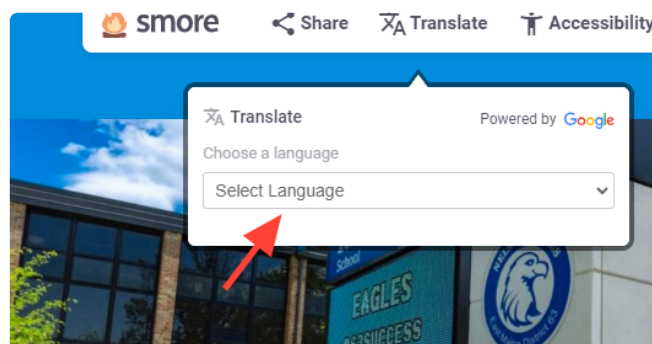 smore
Share
Translate
Accessibility
Translate
Powered by Google
Choose a language
Select Language
School
EAGLES
East Maine District 63